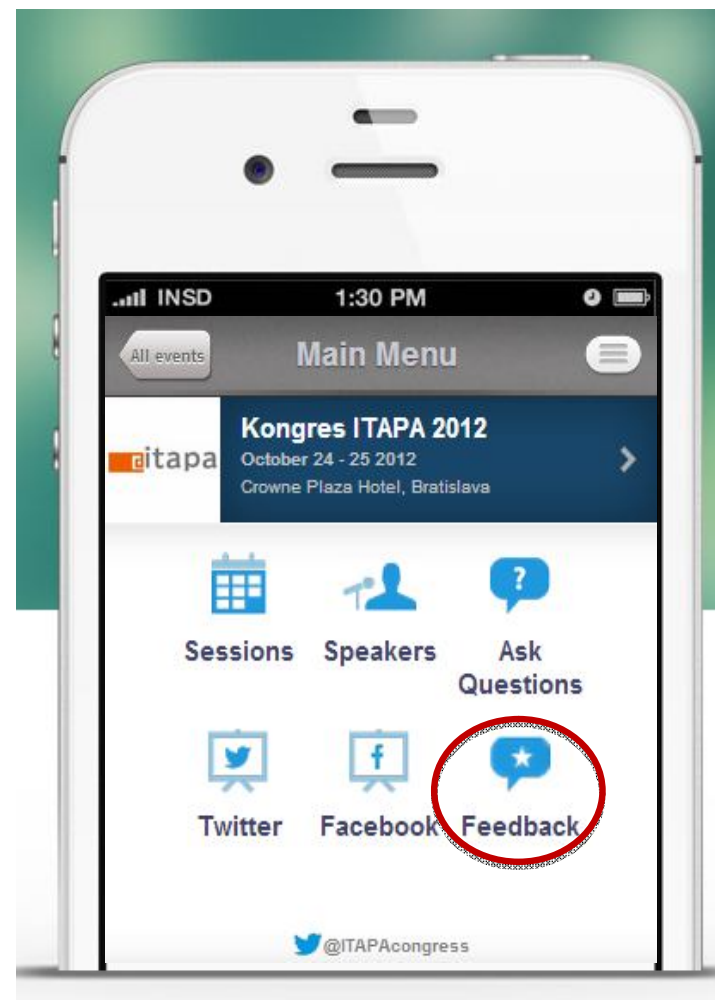 INSD 1:30 PM
All events Main Menu
itapa
Kongres ITAPA 2012
October 24 - 25 2012
Crowne Plaza Hotel, Bratislava
?
Sessions Speakers Ask
Questions
f
Twitter Facebook Feedback
@ITAPAcongress